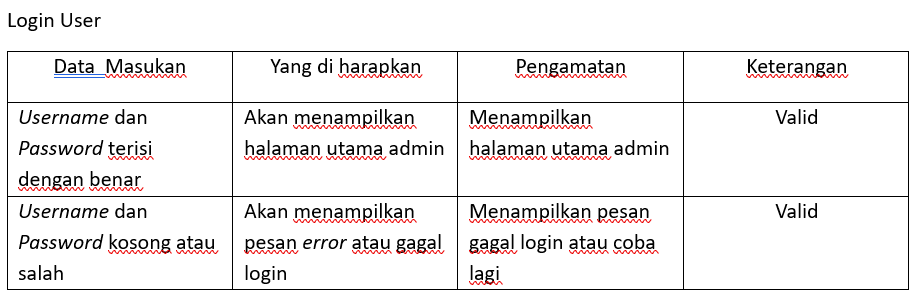 Login User
Data  Masukan
Yang di harapkan
Pengamatan
Keterangan
Username dan
Password terisi
dengan benar
Akan menampilkan
halaman utama admin
Menampilkan
halaman utama admin
Valid
Username dan
Password kosong atau
salah
Akan menampilkan
pesan error atau gagal
login
Menampilkan pesan
gagal login atau coba
lagi
Valid